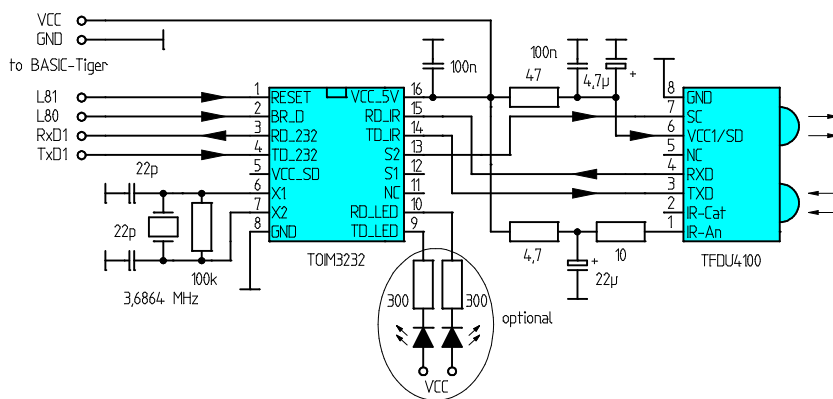 VCC
GND
to BASIC-Tiger
L81
L80
RxD1
TxD1
1 RESET
2 BR_D
3 RD_232
4 TD_232
5 VCC_SD
6 X1
7 X2
8 GND
16 VCC_5V
15 RD_IR
14 TD_IR
13 S2
12 S1
11 NC
10 RD_LED
9 TD_LED
TOIM3232
22p
22p
100k
3,6864 MHz
100n
47
100n
4,7µ
+
8 GND
7 SC
6 VCC1/SD
5 NC
4 RXD
3 TXD
2 IR-Cat
1 IR-An
TFDU4100
4,7
+
22µ
10
300
300
optional
VCC